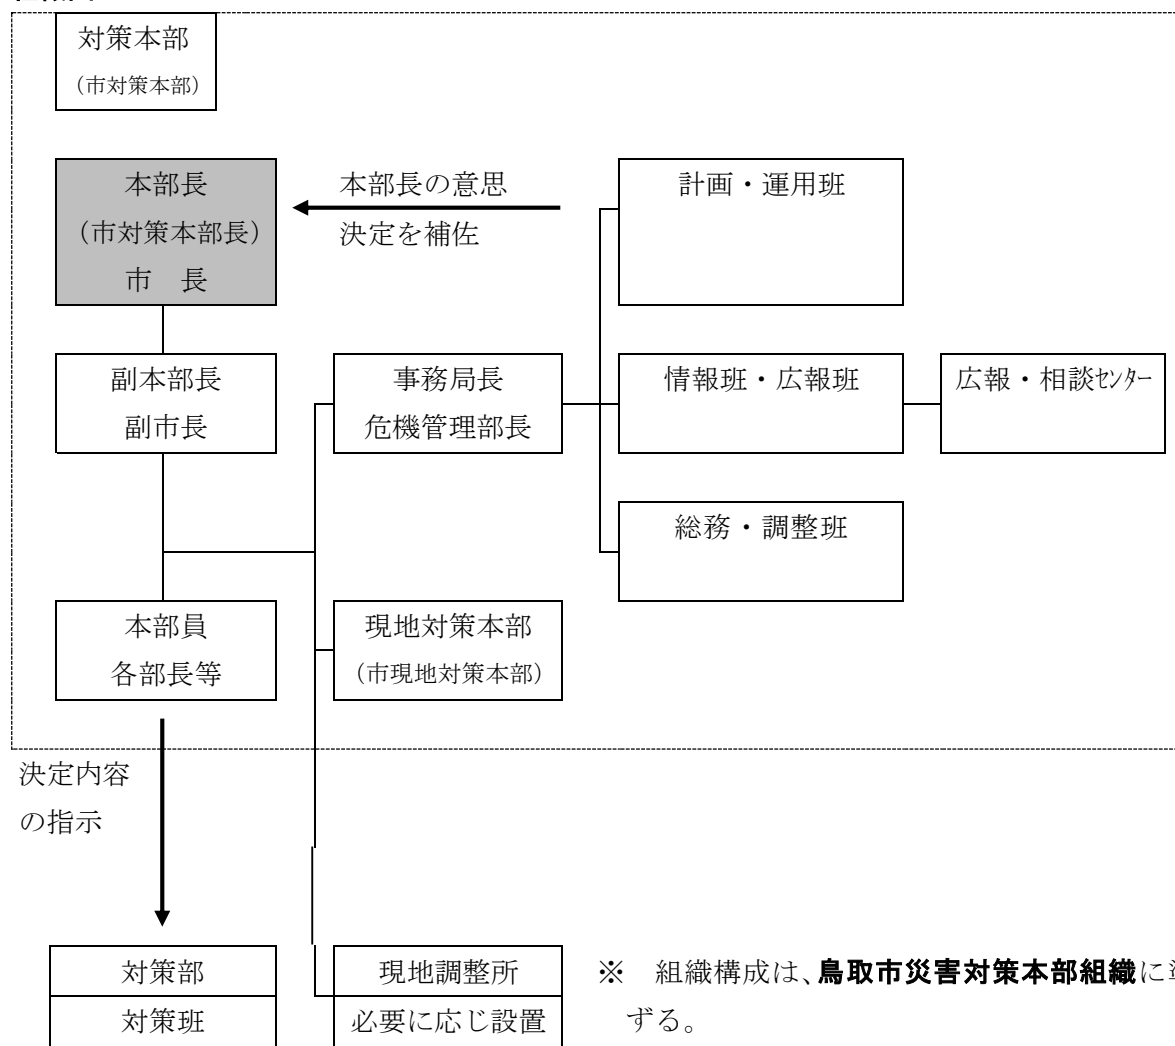 対策本部
（市対策本部）
本部長
（市対策本部長）
市　長
本部長の意思
決定を補佐
計画・運用班
副本部長
副市長
事務局長
危機管理部長
情報班・広報班
広報・相談ｾﾝﾀｰ
総務・調整班
本部員
各部長等
現地対策本部
（市現地対策本部）
決定内容
の指示
対策部
対策班
現地調整所
必要に応じ設置
※　組織構成は、鳥取市災害対策本部組織に
ずる。